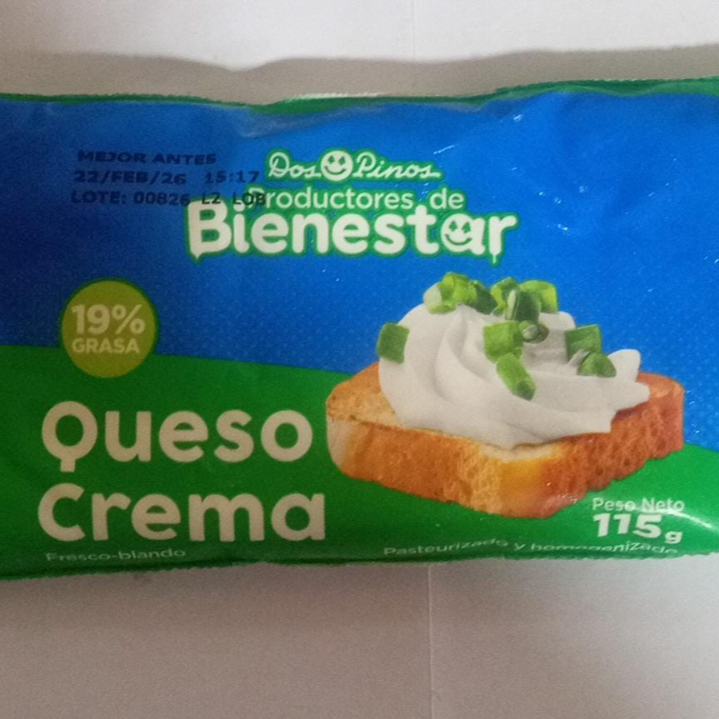 MEJOR ANTES
22/FEB/26 15:17
LOTE: 00826 L2 LOB
Dos Pinos
Productores de
Bienestar
19%
GRASA
Queso
Crema
Fresco-blando
Peso Neto
115g
Pasteurizado y homogenizado